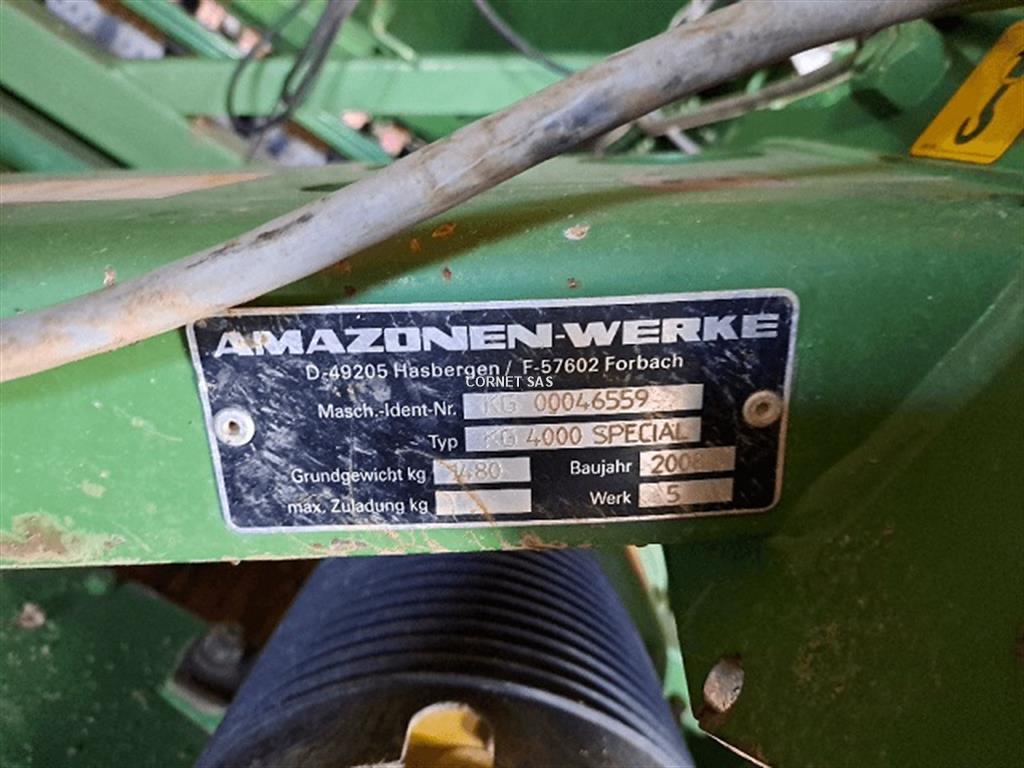 AMAZONEN-WERKE
D-49205 Hasbergen / F-57602 Forbach
CORNET SAS
Masch.-Ident-Nr. KG 00046559
Typ KG 4000 SPECIAL
Grundgewicht kg 1480 Baujahr 2008
max. Zuladung kg Werk 5